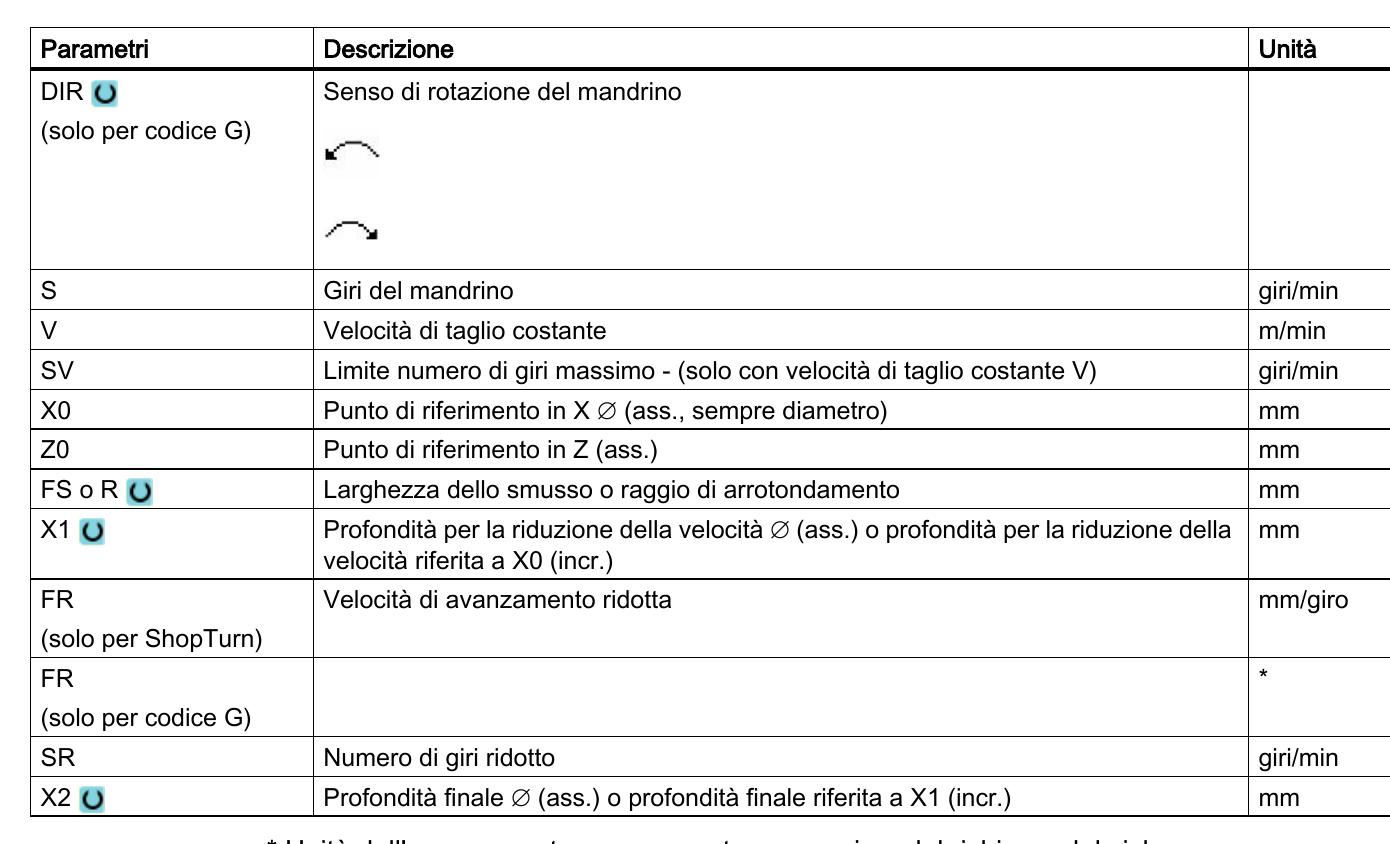 Parametri Descrizione Unità
DIR Senso di rotazione del mandrino
(solo per codice G)
S Giri del mandrino giri/min
V Velocità di taglio costante m/min
SV Limite numero di giri massimo - (solo con velocità di taglio costante V) giri/min
X0 Punto di riferimento in X ∅ (ass., sempre diametro) mm
Z0 Punto di riferimento in Z (ass.) mm
FS o R Larghezza dello smusso o raggio di arrotondamento mm
X1 Profondità per la riduzione della velocità ∅ (ass.) o profondità per la riduzione della mm
velocità riferita a X0 (incr.)
FR Velocità di avanzamento ridotta mm/giro
(solo per ShopTurn)
FR *
(solo per codice G)
SR Numero di giri ridotto giri/min
X2 Profondità finale ∅ (ass.) o profondità finale riferita a X1 (incr.) mm